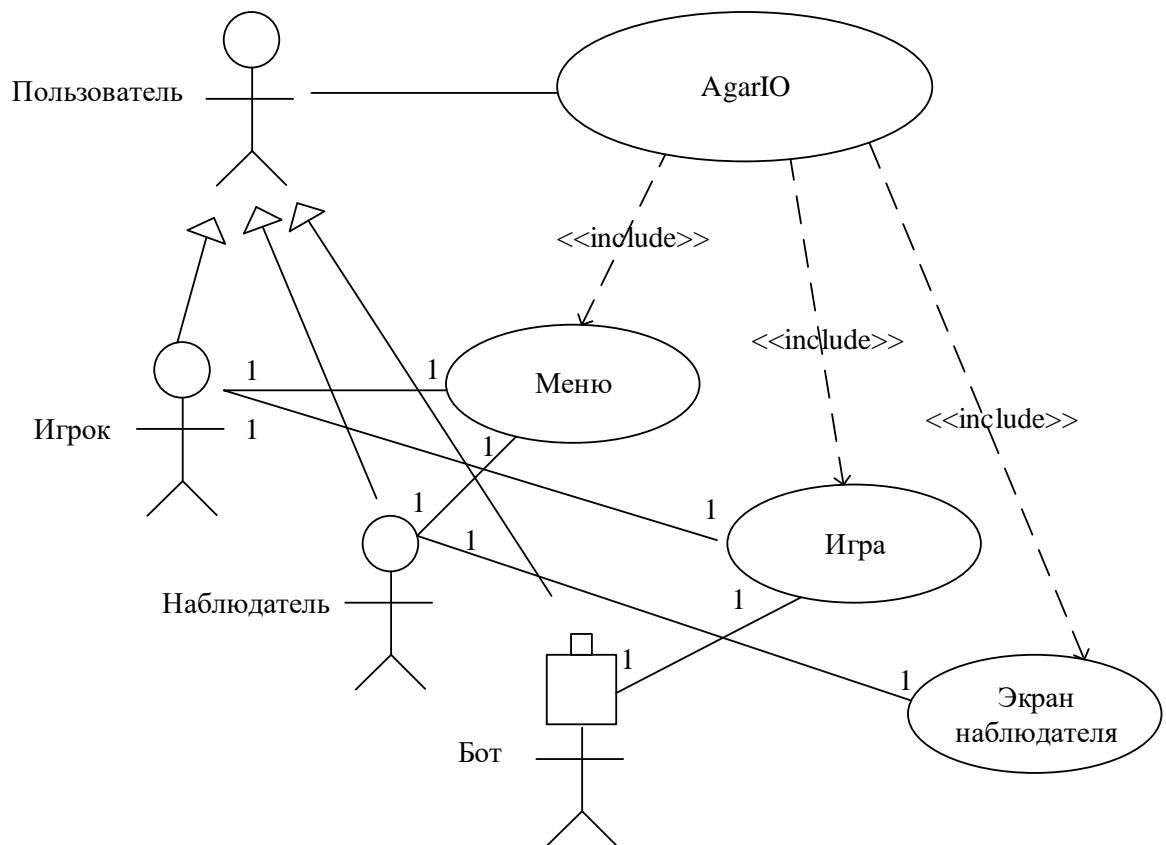 Пользователь
AgarIO
<<include>>
<<include>>
<<include>>
1
1
Меню
Игрок
1
1
1
1
1
Игра
Наблюдатель
1
1
1
Экран
наблюдателя
Бот